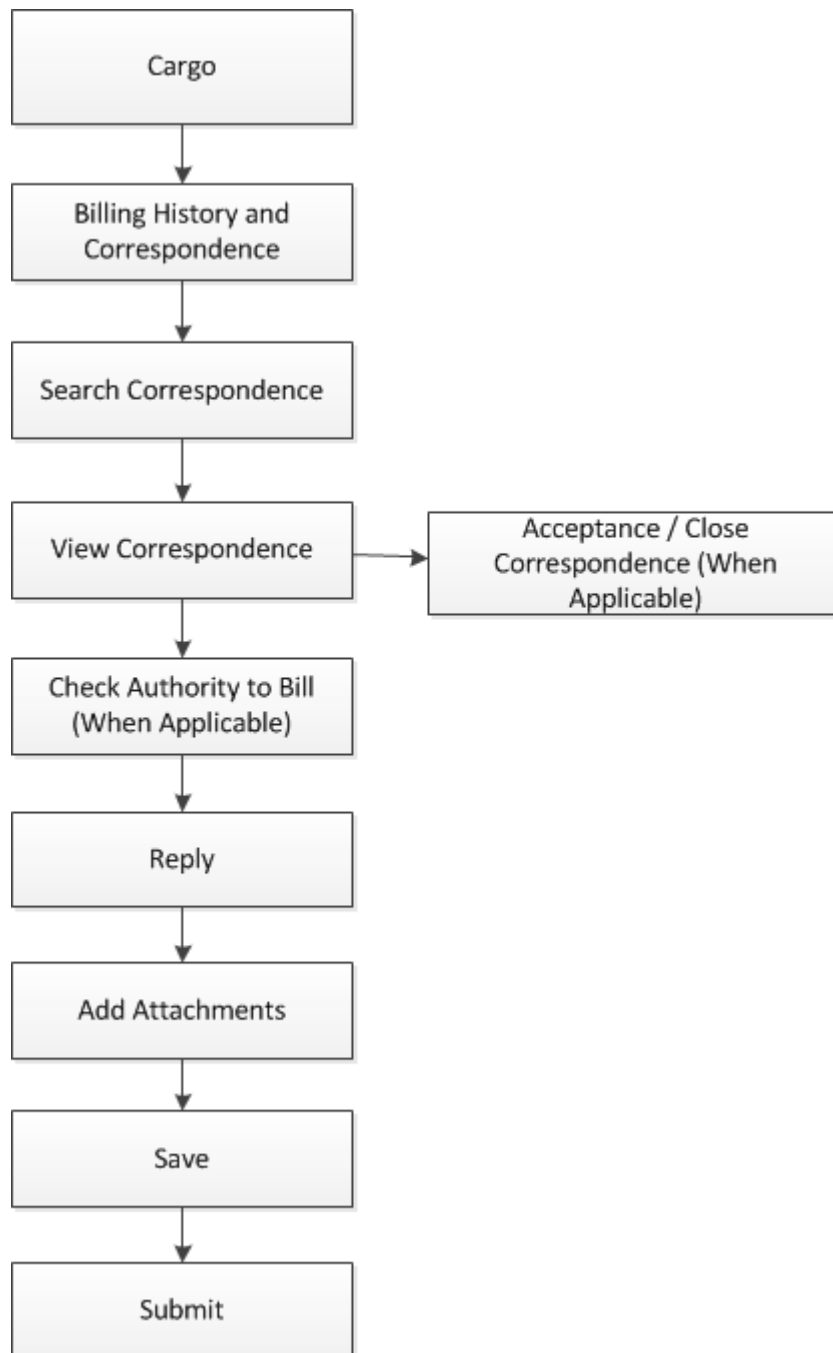 Cargo
Billing History and
Correspondence
Search Correspondence
View Correspondence
Acceptance / Close
Correspondence (When
Applicable)
Check Authority to Bill
(When Applicable)
Reply
Add Attachments
Save
Submit